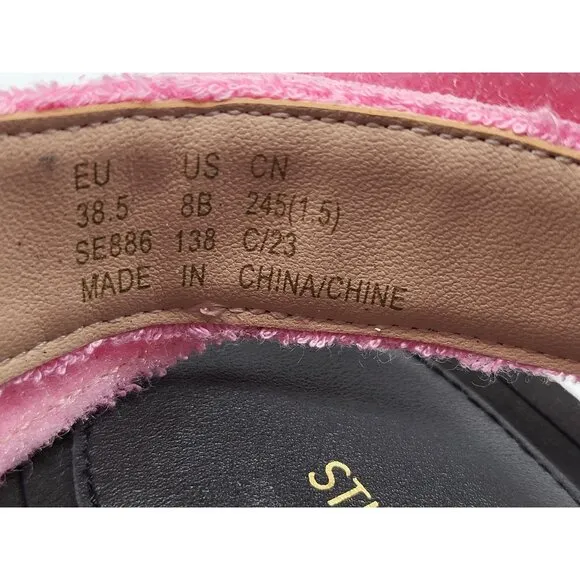 EU US CN
38.5 8B 245(1.5)
SE886 138 C/23
MADE IN CHINA/CHINE